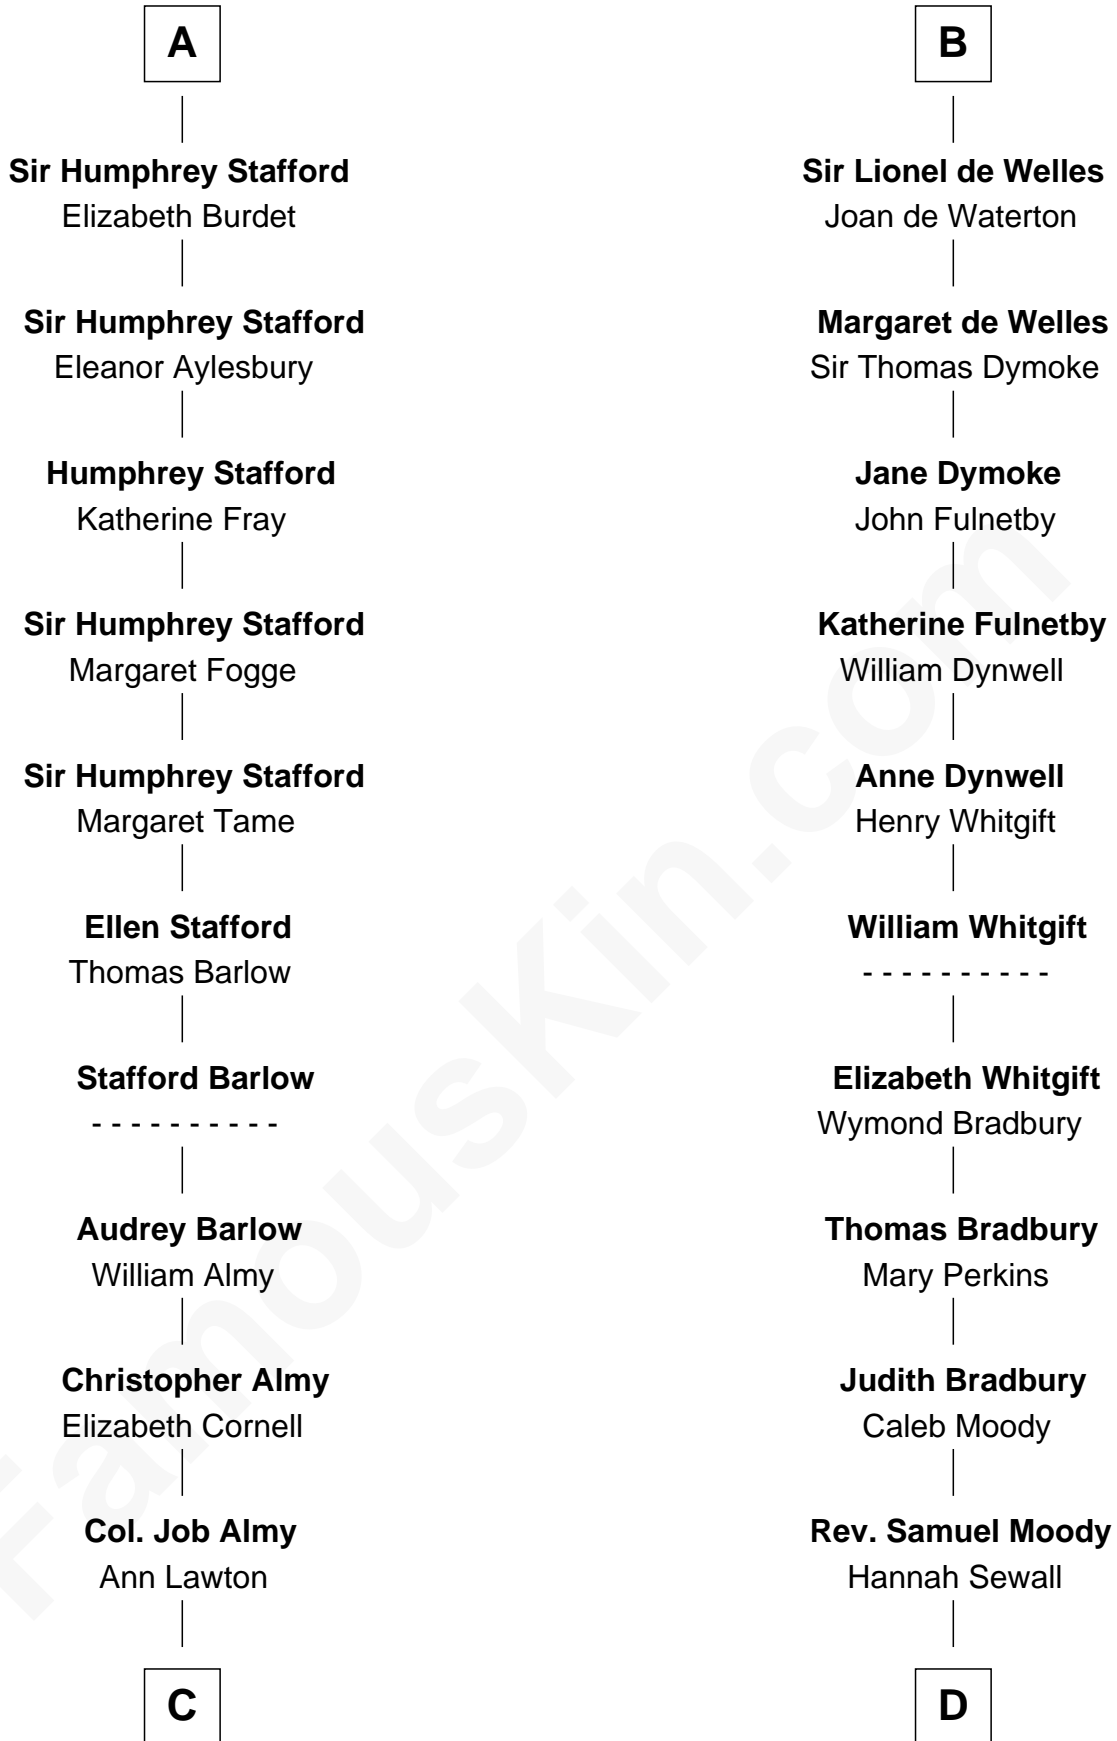 A
Sir Humphrey Stafford
Elizabeth Burdet
Sir Humphrey Stafford
Eleanor Aylesbury
Humphrey Stafford
Katherine Fray
Sir Humphrey Stafford
Margaret Fogge
Sir Humphrey Stafford
Margaret Tame
Ellen Stafford
Thomas Barlow
Stafford Barlow
- - - - - - - - - -
Audrey Barlow
William Almy
Christopher Almy
Elizabeth Cornell
Col. Job Almy
Ann Lawton
C
B
Sir Lionel de Welles
Joan de Waterton
Margaret de Welles
Sir Thomas Dymoke
Jane Dymoke
John Fulnetby
Katherine Fulnetby
William Dynwell
Anne Dynwell
Henry Whitgift
William Whitgift
- - - - - - - - - -
Elizabeth Whitgift
Wymond Bradbury
Thomas Bradbury
Mary Perkins
Judith Bradbury
Caleb Moody
Rev. Samuel Moody
Hannah Sewall
D
FamousKin.com